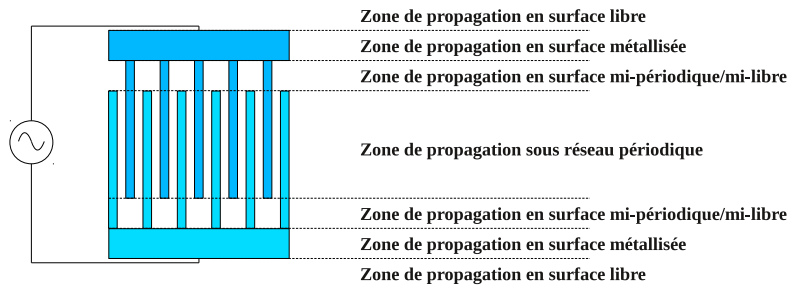 Zone de propagation en surface libre
Zone de propagation en surface métallisée
Zone de propagation en surface mi-périodique/mi-libre
Zone de propagation sous réseau périodique
Zone de propagation en surface mi-périodique/mi-libre
Zone de propagation en surface métallisée
Zone de propagation en surface libre